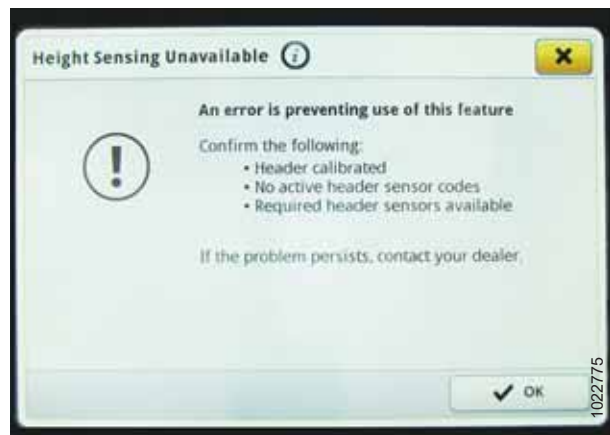 Height Sensing Unavailable i
An error is preventing use of this feature
Confirm the following:
• Header calibrated
• No active header sensor codes
• Required header sensors available
If the problem persists, contact your dealer.
OK
1022775